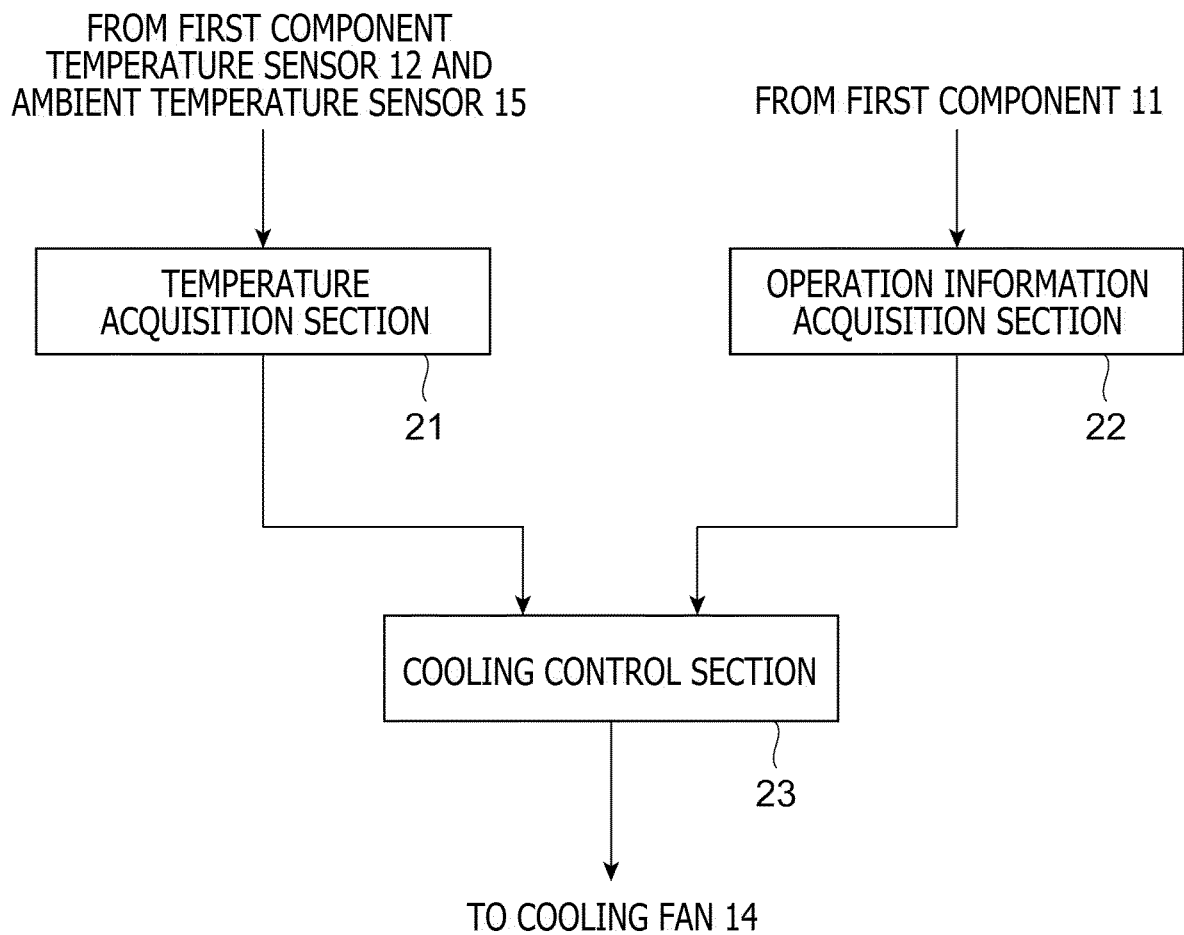 FROM FIRST COMPONENT
TEMPERATURE SENSOR 12 AND
AMBIENT TEMPERATURE SENSOR 15
FROM FIRST COMPONENT 11
TEMPERATURE
ACQUISITION SECTION
OPERATION INFORMATION
ACQUISITION SECTION
21
22
COOLING CONTROL SECTION
23
TO COOLING FAN 14